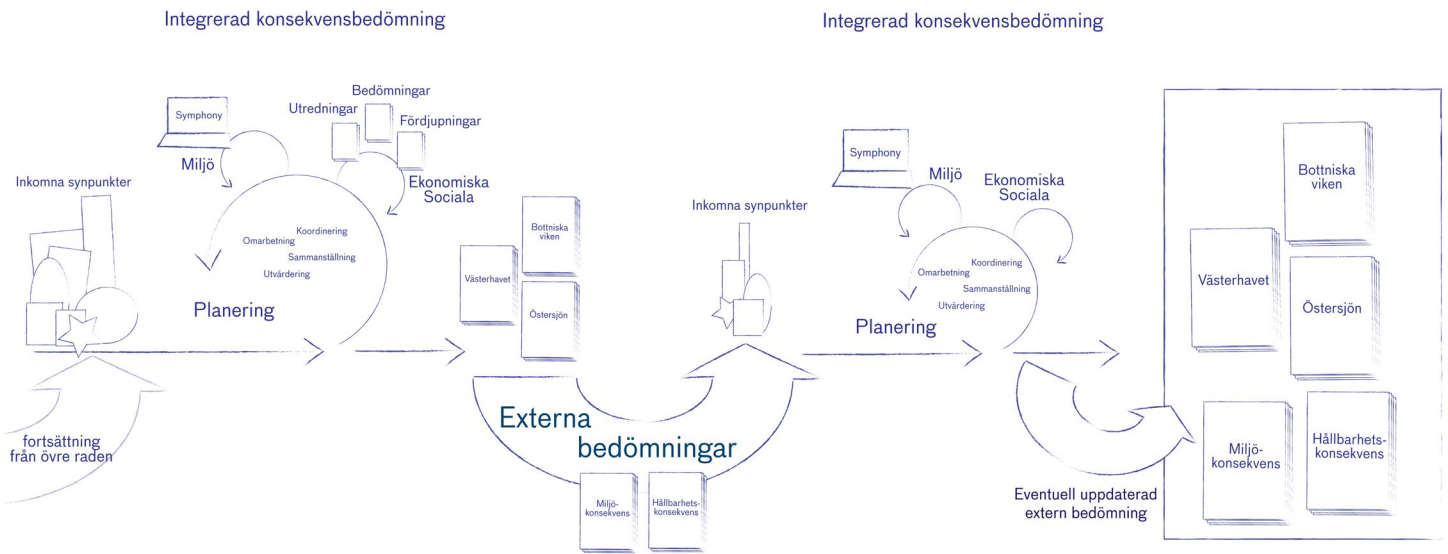 Integrerad konsekvensbedömning
Bedömningar
Utredningar
Fördjupningar
Symphony
Miljö
Ekonomiska
Sociala
Inkomna synpunkter
Koordinering
Omarbetning
Sammanställning
Utvärdering
Planering
fortsättning
från övre raden
Bottniska
viken
Västerhavet
Östersjön
Externa
bedömningar
Miljö-
konsekvens
Hållbarhets-
konsekvens
Integrerad konsekvensbedömning
Symphony
Miljö
Ekonomiska
Sociala
Inkomna synpunkter
Koordinering
Omarbetning
Sammanställning
Utvärdering
Planering
Eventuell uppdaterad
extern bedömning
Bottniska
viken
Västerhavet
Östersjön
Miljö-
konsekvens
Hållbarhets-
konsekvens